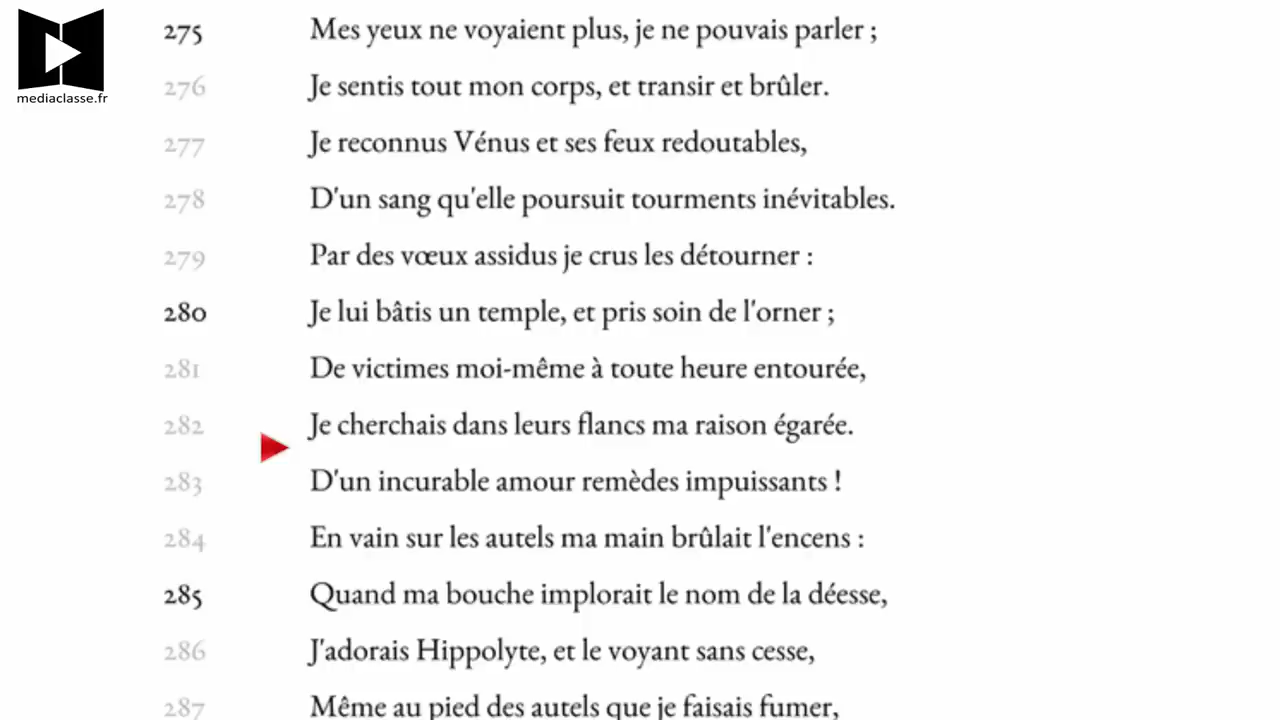 mediaclasse.fr
275 Mes yeux ne voyaient plus, je ne pouvais parler ;
276 Je sentis tout mon corps, et transir et brûler.
277 Je reconnus Vénus et ses feux redoutables,
278 D'un sang qu'elle poursuit tourments inévitables.
279 Par des vœux assidus je crus les détourner :
280 Je lui bâtis un temple, et pris soin de l'orner ;
281 De victimes moi-même à toute heure entourée,
282 Je cherchais dans leurs flancs ma raison égarée.
283 D'un incurable amour remèdes impuissants !
284 En vain sur les autels ma main brûlait l'encens :
285 Quand ma bouche implorait le nom de la déesse,
286 J'adorais Hippolyte, et le voyant sans cesse,
287 Même au pied des autels que je faisais fumer,